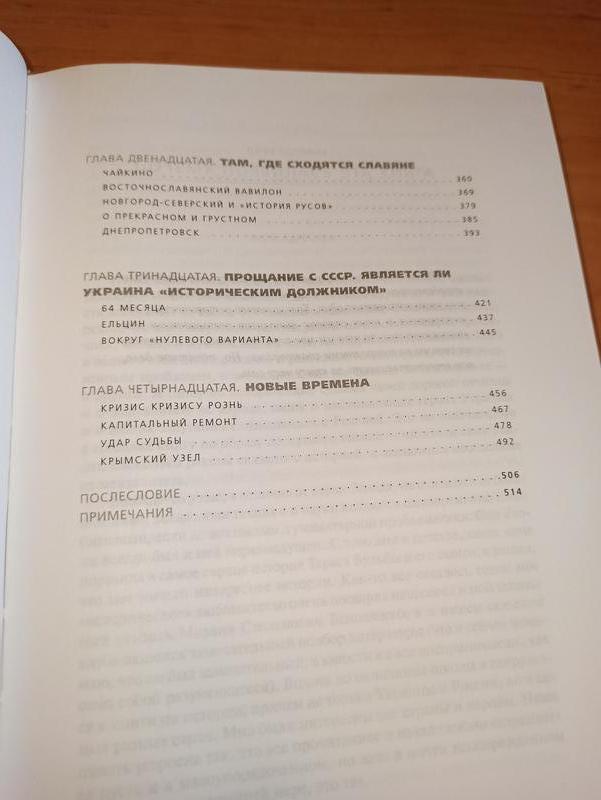 ГЛАВА ДВЕНАДЦАТАЯ. ТАМ, ГДЕ СХОДЯТСЯ СЛАВЯНЕ
ЧАЙКИНО 360
ВОСТОЧНОСЛАВЯНСКИЙ ВАВИЛОН 369
НОВГОРОД-СЕВЕРСКИЙ И «ИСТОРИЯ РУСОВ» 379
О ПРЕКРАСНОМ И ГРУСТНОМ 385
ДНЕПРОПЕТРОВСК 393
ГЛАВА ТРИНАДЦАТАЯ. ПРОЩАНИЕ С СССР. ЯВЛЯЕТСЯ ЛИ
УКРАИНА «ИСТОРИЧЕСКИМ ДОЛЖНИКОМ»
64 МЕСЯЦА 421
ЕЛЬЦИН 437
ВОКРУГ «НУЛЕВОГО ВАРИАНТА» 445
ГЛАВА ЧЕТЫРНАДЦАТАЯ. НОВЫЕ ВРЕМЕНА
КРИЗИС КРИЗИСУ РОЗНЬ 456
КАПИТАЛЬНЫЙ РЕМОНТ 467
УДАР СУДЬБЫ 478
КРЫМСКИЙ УЗЕЛ 492
ПОСЛЕСЛОВИЕ 506
ПРИМЕЧАНИЯ 514